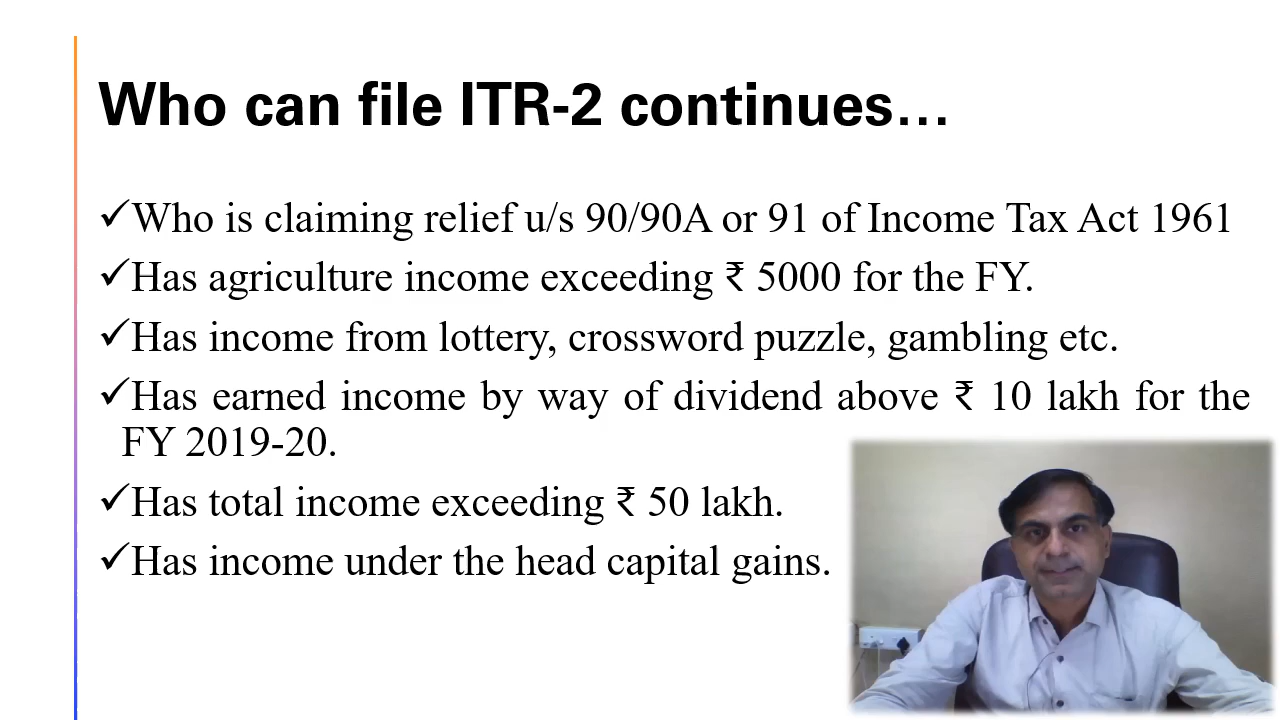 Who can file ITR-2 continues…
✓Who is claiming relief u/s 90/90A or 91 of Income Tax Act 1961
✓Has agriculture income exceeding ₹ 5000 for the FY.
✓Has income from lottery, crossword puzzle, gambling etc.
✓Has earned income by way of dividend above ₹ 10 lakh for the
FY 2019-20.
✓Has total income exceeding ₹ 50 lakh.
✓Has income under the head capital gains.